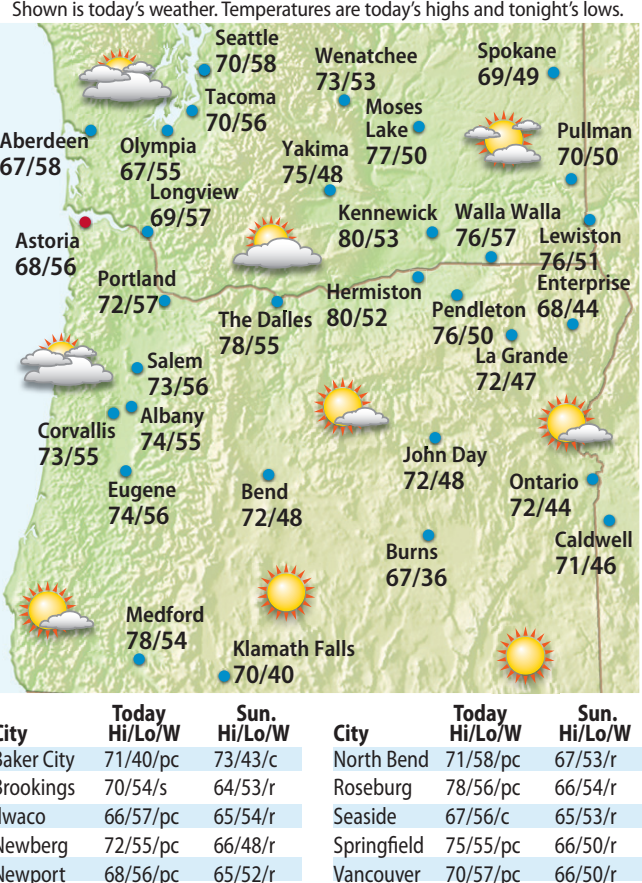 Shown is today's weather. Temperatures are today's highs and tonight's lows.
Seattle
70/58
Wenatchee
73/53
Spokane
69/49
Tacoma
70/56
Moses
Lake
77/50
Pullman
70/50
Aberdeen
67/58
Olympia
67/55
Yakima
75/48
Longview
69/57
Kennewick
80/53
Walla Walla
76/57
Lewiston
76/51
Astoria
68/56
Portland
72/57
The Dalles
78/55
Hermiston
80/52
Pendleton
76/50
Enterprise
68/44
La Grande
72/47
Salem
73/56
Albany
74/55
Corvallis
73/55
Eugene
74/56
Bend
72/48
John Day
72/48
Ontario
72/44
Burns
67/36
Caldwell
71/46
Medford
78/54
Klamath Falls
70/40
Today Sun.
City Hi/Lo/W Hi/Lo/W
Baker City 71/40/pc 73/43/c
Brookings 70/54/s 64/53/r
Ilwaco 66/57/pc 65/54/r
Newberg 72/55/pc 66/48/r
Newport 68/56/pc 65/52/r
Today Sun.
City Hi/Lo/W Hi/Lo/W
North Bend 71/58/pc 67/53/r
Roseburg 78/56/pc 66/54/r
Seaside 67/56/c 65/53/r
Springfield 75/55/pc 66/50/r
Vancouver 70/57/pc 66/50/r